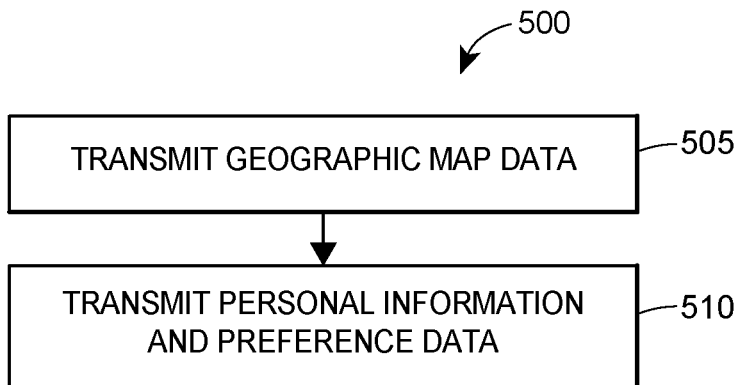 500
TRANSMIT GEOGRAPHIC MAP DATA
505
TRANSMIT PERSONAL INFORMATION
AND PREFERENCE DATA
510